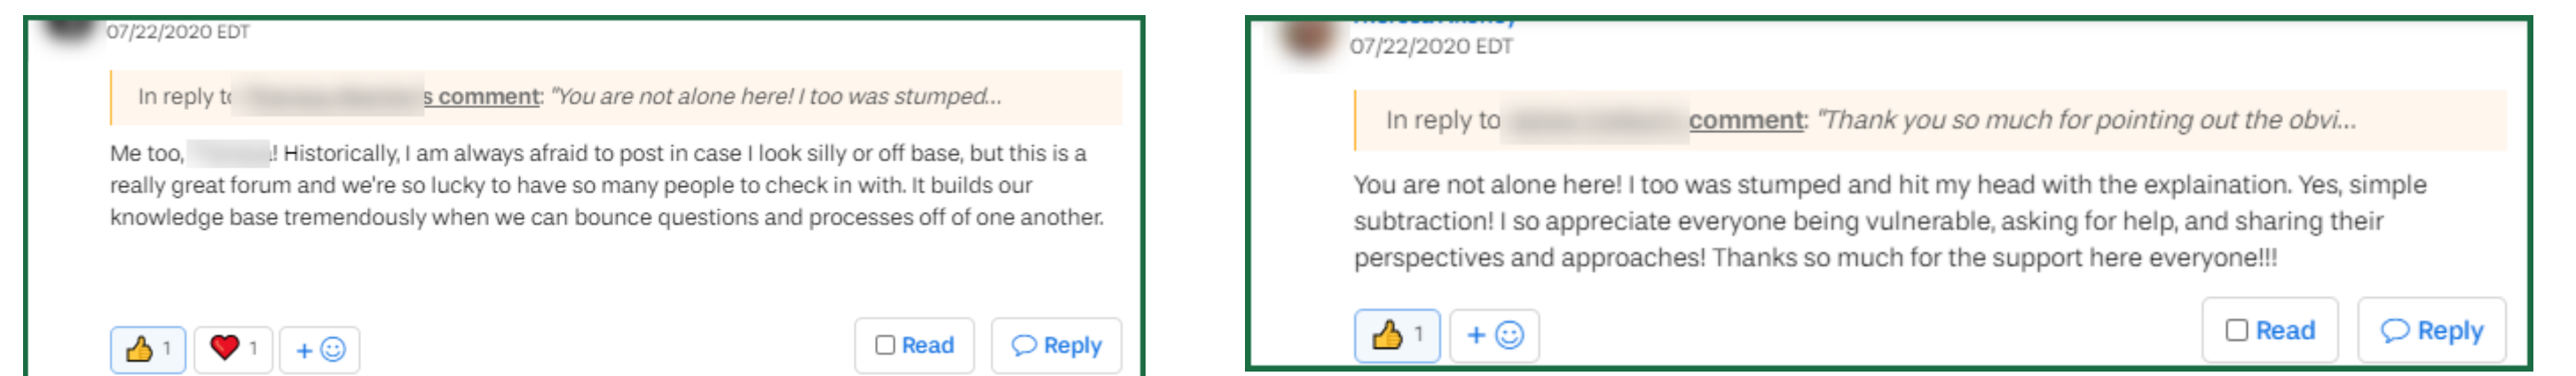 07/22/2020 EDT
In reply to s comment: "You are not alone here! I too was stumped...
Me too, ! Historically, I am always afraid to post in case I look silly or off base, but this is a
really great forum and we're so lucky to have so many people to check in with. It builds our
knowledge base tremendously when we can bounce questions and processes off of one another.
👍 1 ❤️ 1 + ☺
Read Reply
07/22/2020 EDT
In reply to comment: "Thank you so much for pointing out the obvi...
You are not alone here! I too was stumped and hit my head with the explaination. Yes, simple
subtraction! I so appreciate everyone being vulnerable, asking for help, and sharing their
perspectives and approaches! Thanks so much for the support here everyone!!!
👍 1 + ☺
Read Reply